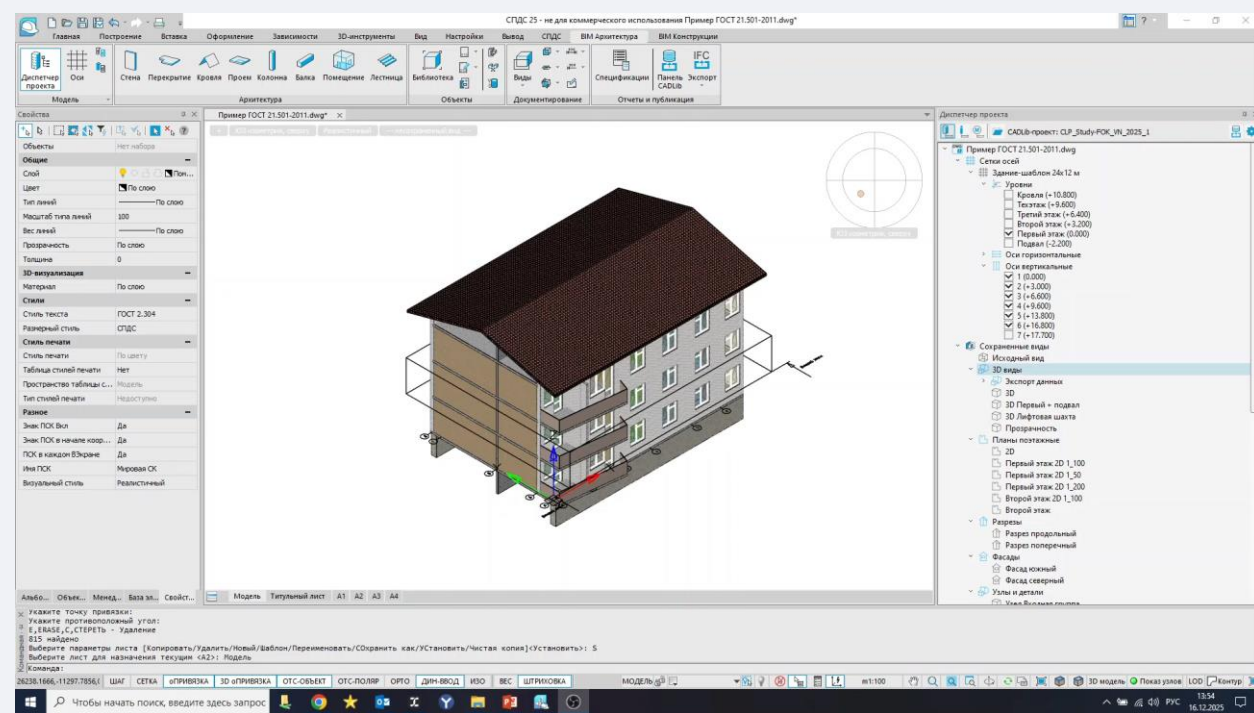 СПДС 25 - не для коммерческого использования Пример ГОСТ 21.501-2011.dwg*
Главная Построение Вставка Оформление Зависимости 3D-инструменты Вид Настройки Вывод СПДС BIM Архитектура BIM Конструкции
Диспетчер проекта Оси Стена Перекрытие Кровля Проем Колонна Балка Помещение Лестница Библиотека Виды Спецификации Панель CADLib IFC Экспорт
Модель Архитектура Объекты Документирование Отчеты и публикация
Свойства
Пример ГОСТ 21.501-2011.dwg*
Диспетчер проекта
CADLib-проект: CLP_Study-FOK_VN_2025_1
Объекты Нет набора
Общие
Слой Пом...
Цвет По слою
Тип линий По слою
Масштаб типа линий 100
Вес линий По слою
Прозрачность По слою
Толщина 0
3D-визуализация
Материал По слою
Стили
Стиль текста ГОСТ 2.304
Размерный стиль СПДС
Стиль печати
Стиль печати По цвету
Таблица стилей печати Нет
Пространство таблицы с... Модель
Тип стилей печати Недоступно
Разное
Знак ПСК Вкл Да
Знак ПСК в начале коор... Да
ПСК в каждом ВЭкране Да
Имя ПСК Мировая СК
Визуальный стиль Реалистичный
Пример ГОСТ 21.501-2011.dwg
Сетки осей
Здание-шаблон 24x12 м
Уровни
Кровля (+10.800)
Техэтаж (+9.600)
Третий этаж (+6.400)
Второй этаж (+3.200)
Первый этаж (0.000)
Подвал (-2.200)
Оси горизонтальные
Оси вертикальные
1 (0.000)
2 (+3.000)
3 (+6.600)
4 (+9.600)
5 (+13.800)
6 (+16.800)
7 (+17.700)
Сохраненные виды
Исходный вид
3D виды
Экспорт данных
3D
3D Первый + подвал
3D Лифтовая шахта
Прозрачность
Планы поэтажные
2D
Первый этаж 2D 1_100
Первый этаж 2D 1_50
Первый этаж 2D 1_200
Второй этаж 2D 1_100
Второй этаж
Разрезы
Разрез продольный
Разрез поперечный
Фасады
Фасад южный
Фасад северный
Узлы и детали
Узел Входная группа
Альбо... Объек... Менед... База эл... Свойст...
Модель Титульный лист A1 A2 A3 A4
Укажите точку привязки:
Укажите противоположный угол:
E,ERASE,C,СТЕРЕТЬ - Удаление
815 найдено
Выберите параметры листа [Копировать/Удалить/Новый/Шаблон/Переименовать/СОхранить как/УСтановить/Чистая копия]<Установить>: S
Выберите лист для назначения текущим <A2>: Модель
Команда:
26238.1666,-11297.7856,( ШАГ СЕТКА оПРИВЯЗКА 3D оПРИВЯЗКА ОТС-ОБЪЕКТ ОТС-ПОЛЯР ОРТО ДИН-ВВОД ИЗО ВЕС ШТРИХОВКА МОДЕЛЬ m1:100 3D модель Показ узлов LOD Контур
Чтобы начать поиск, введите здесь запрос
РУС 13:54
16.12.2025